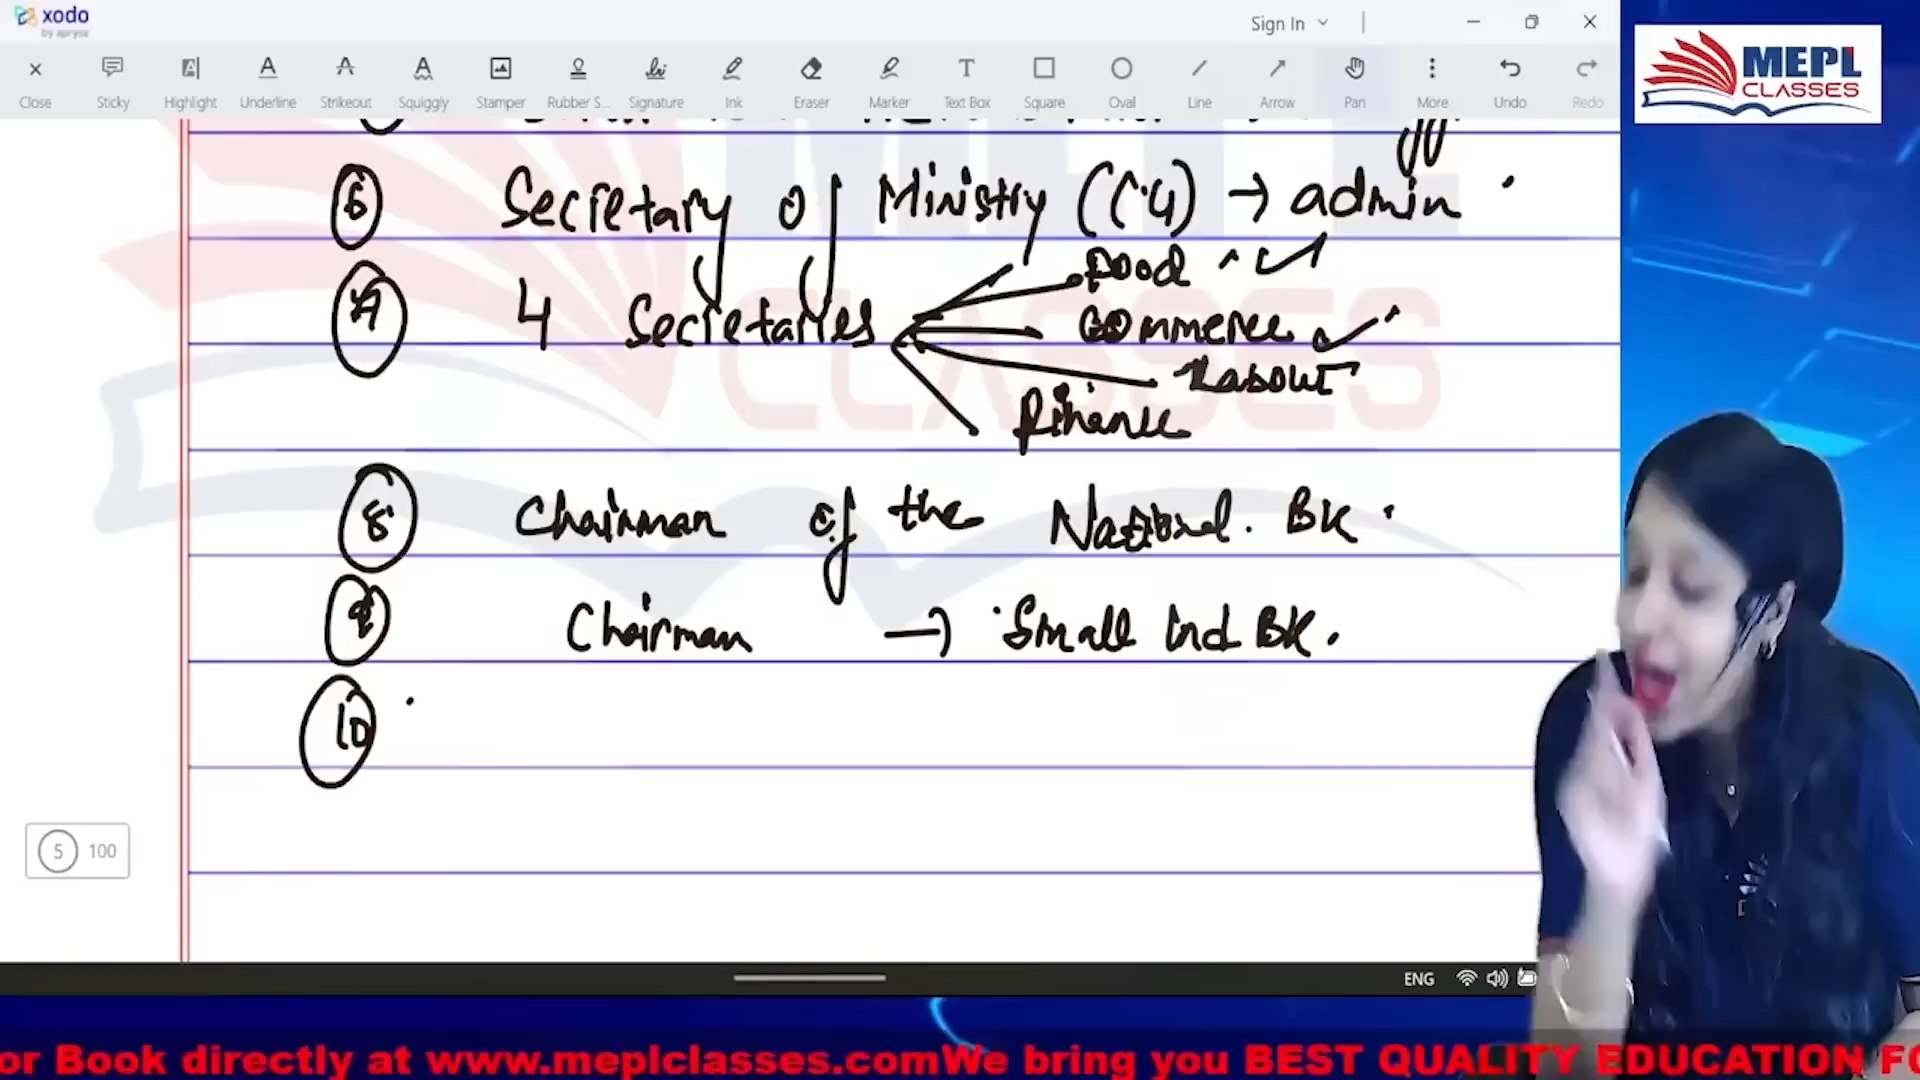 xodo
by apryse
Sign In
Close Sticky Highlight Underline Strikeout Squiggly Stamper Rubber S... Signature Ink Eraser Marker Text Box Square Oval Line Arrow Pan More Undo Redo
MEPL
CLASSES
6 Secretary of Ministry → admin
7 4 Secretaries Food
Commerce
Labour
Finance
8 Chairman of the National. BK.
9 Chairman → Small Ind BK.
10
5 100
ENG
or Book directly at www.meplclasses.comWe bring you BEST QUALITY EDUCATION FO